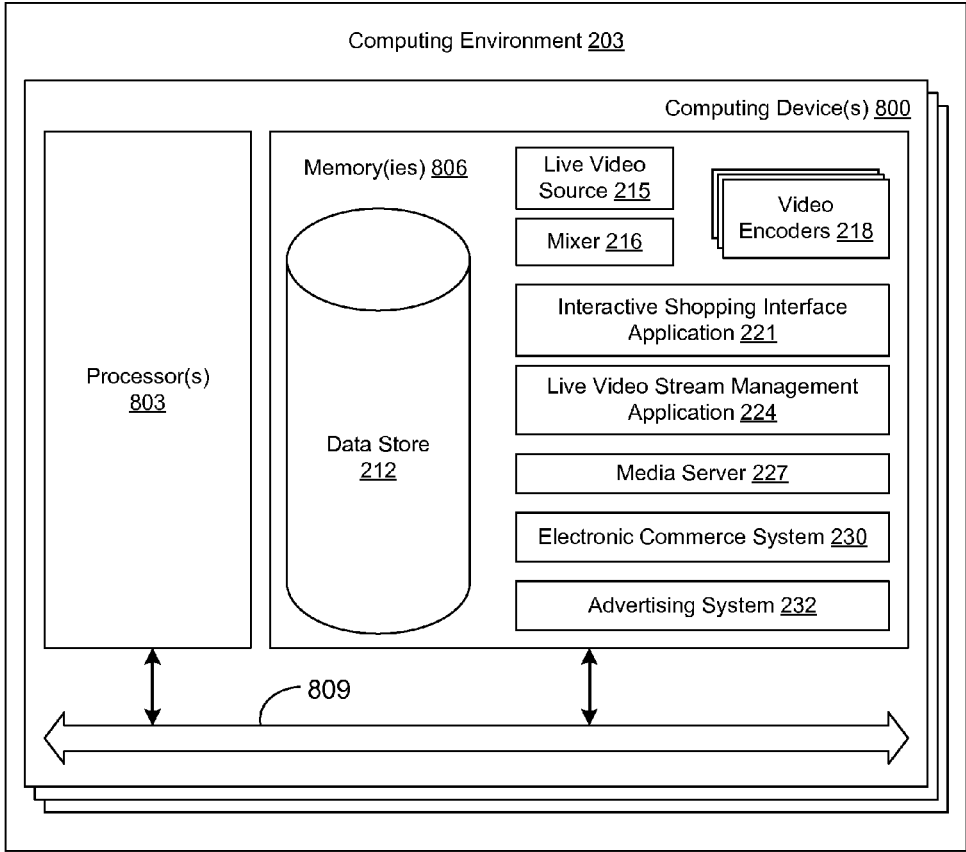 Computing Environment 203
Computing Device(s) 800
Processor(s)
803
Memory(ies) 806
Data Store
212
Live Video
Source 215
Mixer 216
Video
Encoders 218
Interactive Shopping Interface
Application 221
Live Video Stream Management
Application 224
Media Server 227
Electronic Commerce System 230
Advertising System 232
809